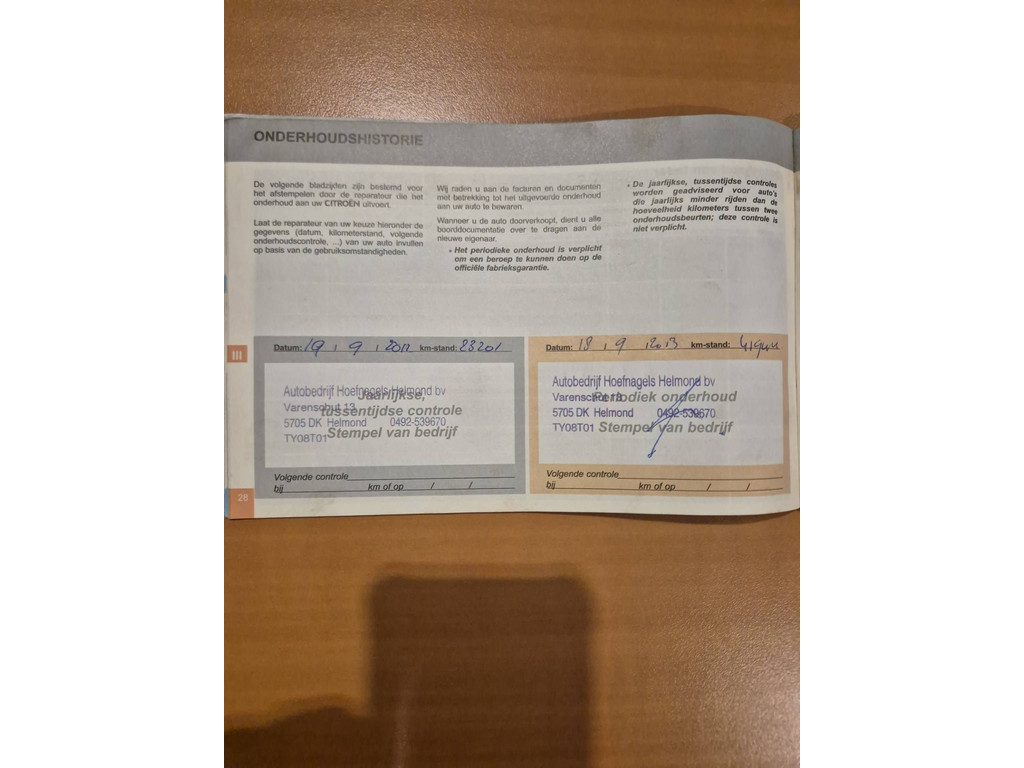 ONDERHOUDSHISTORIE
De volgende bladzijden zijn bestemd voor
het afstempelen door de reparateur die het
onderhoud aan uw CITROËN uitvoert.
Laat de reparateur van uw keuze hieronder de
gegevens (datum, kilometerstand, volgende
onderhoudscontrole, ...) van uw auto invullen
op basis van de gebruiksomstandigheden.
Wij raden u aan de facturen en documenten
met betrekking tot het uitgevoerde onderhoud
aan uw auto te bewaren.
Wanneer u de auto doorverkoopt, dient u alle
boorddocumentatie over te dragen aan de
nieuwe eigenaar.
• Het periodieke onderhoud is verplicht
om een beroep te kunnen doen op de
officiële fabrieksgarantie.
• De jaarlijkse, tussentijdse controles
worden geadviseerd voor auto's
die jaarlijks minder rijden dan de
hoeveelheid kilometers tussen twee
onderhoudsbeurten; deze controle is
niet verplicht.
III
Datum: 19 / 9 / 2012 km-stand: 23201
Autobedrijf Hoefnagels Helmond bv
Jaarlijkse,
Varenschut 13
tussentijdse controle
5705 DK Helmond 0492-539670
TY08T01 Stempel van bedrijf
Volgende controle
bij km of op / /
Datum: 18 / 9 / 2013 km-stand:
Autobedrijf Hoefnagels Helmond bv
Varenschut 13
Periodiek onderhoud
5705 DK Helmond 0492-539670
TY08T01 Stempel van bedrijf
Volgende controle
bij km of op / /
28